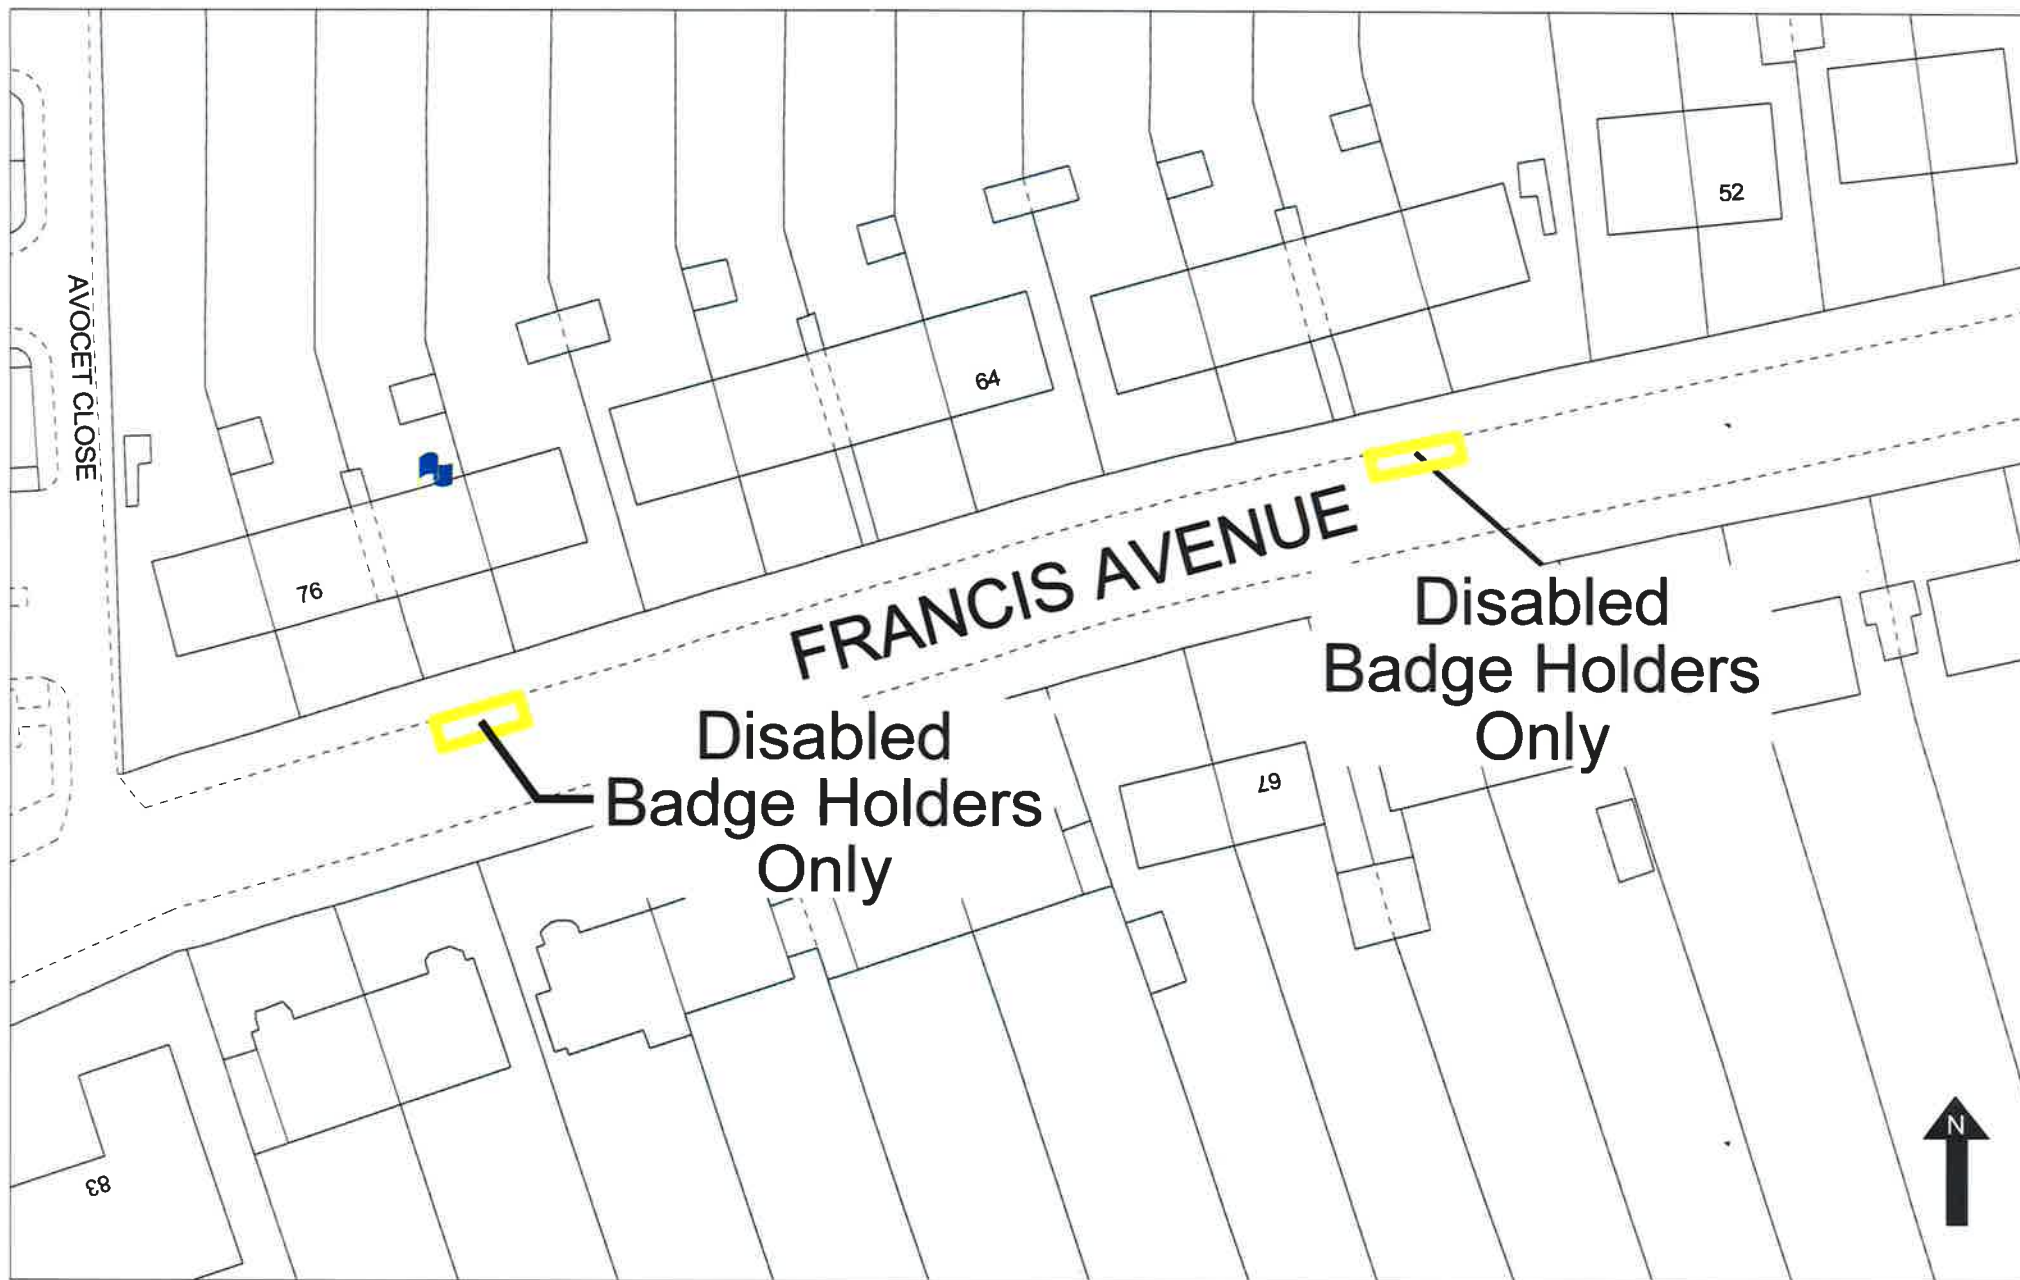 52
AVOCET CLOSE
64
76
FRANCIS AVENUE
Disabled
Badge Holders
Only
Disabled
Badge Holders
Only
67
83
N